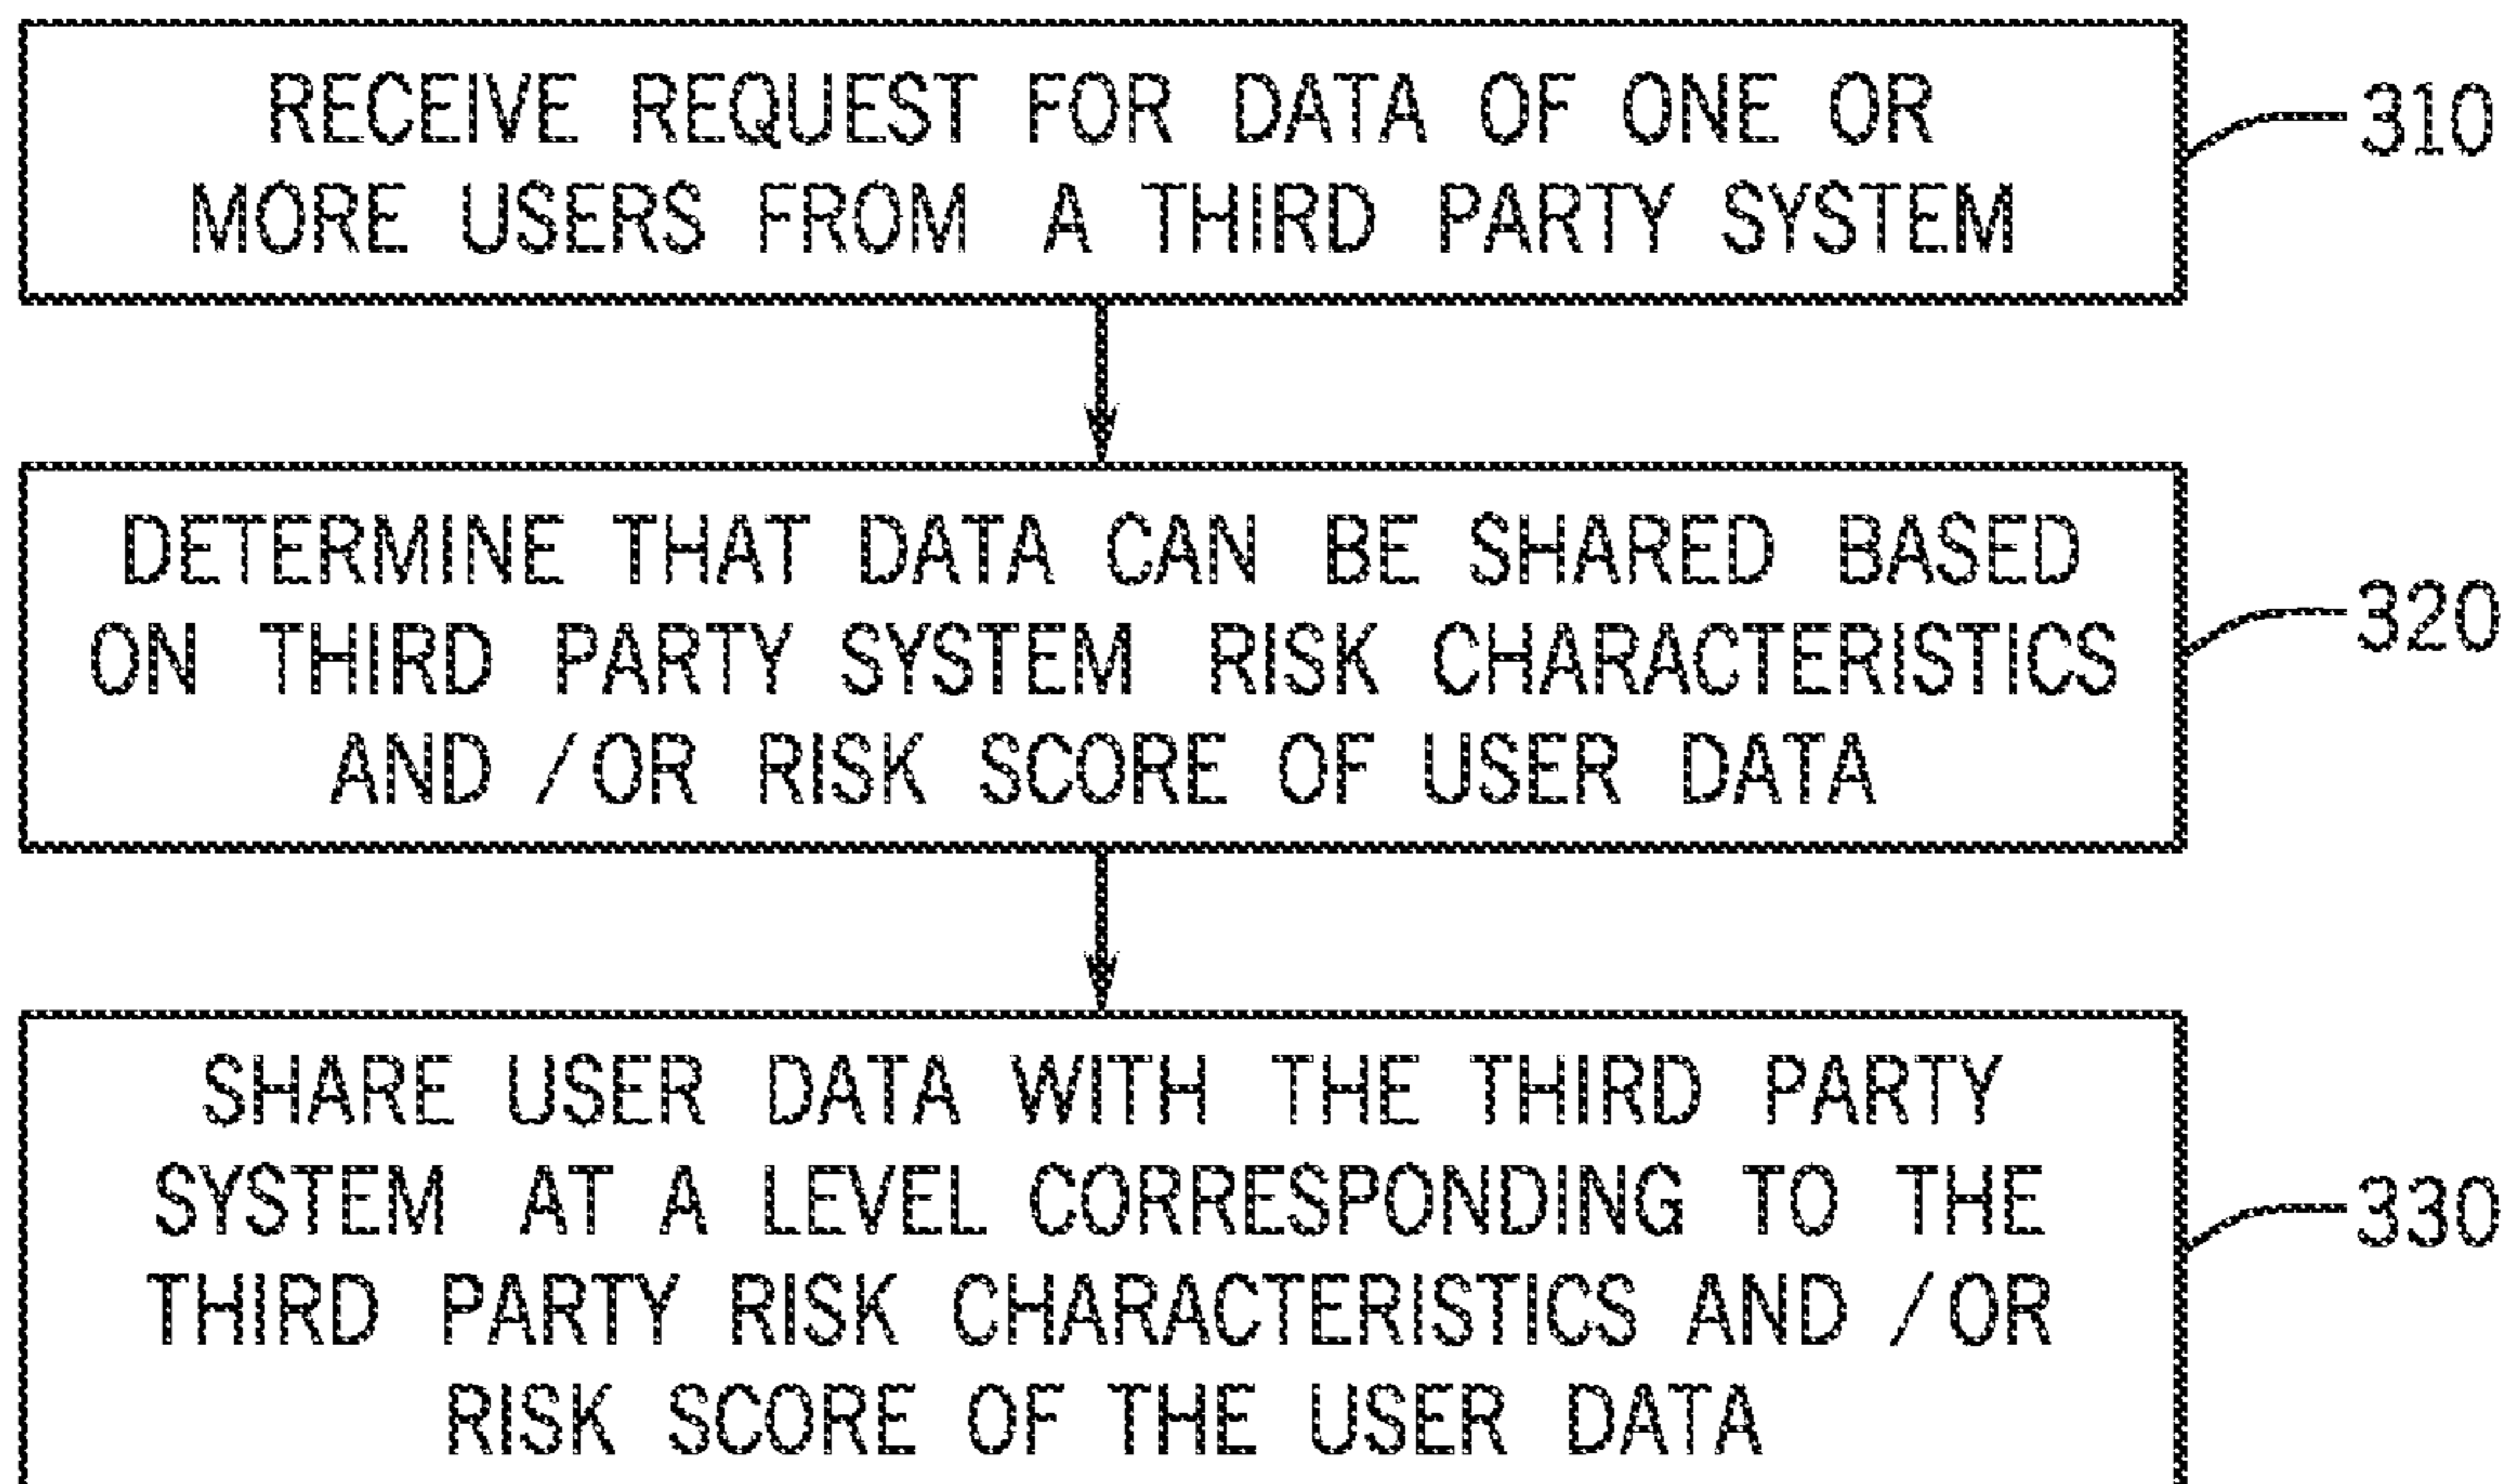 RECEIVE REQUEST FOR DATA OF ONE OR
MORE USERS FROM A THIRD PARTY SYSTEM
310
DETERMINE THAT DATA CAN BE SHARED BASED
ON THIRD PARTY SYSTEM RISK CHARACTERISTICS
AND /OR RISK SCORE OF USER DATA
320
SHARE USER DATA WITH THE THIRD PARTY
SYSTEM AT A LEVEL CORRESPONDING TO THE
THIRD PARTY RISK CHARACTERISTICS AND /OR
RISK SCORE OF THE USER DATA
330